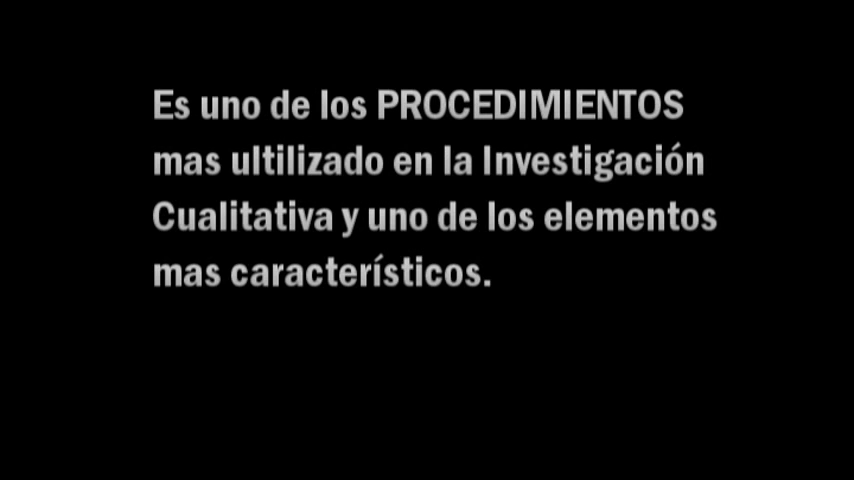 Es uno de los PROCEDIMIENTOS
mas ultilizado en la Investigación
Cualitativa y uno de los elementos
mas característicos.